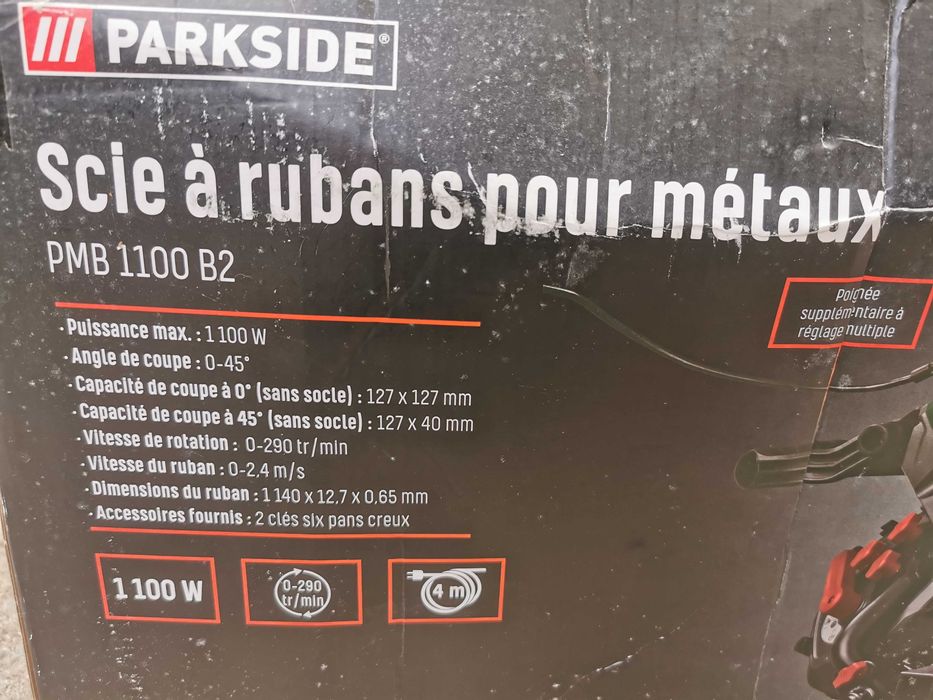 PARKSIDE®
Scie à rubans pour métaux
PMB 1100 B2
· Puissance max. : 1 100 W
· Angle de coupe : 0-45°
· Capacité de coupe à 0° (sans socle) : 127 x 127 mm
· Capacité de coupe à 45° (sans socle) : 127 x 40 mm
· Vitesse de rotation : 0-290 tr/min
· Vitesse du ruban : 0-2,4 m/s
· Dimensions du ruban : 1 140 x 12,7 x 0,65 mm
· Accessoires fournis : 2 clés six pans creux
Poignée
supplémentaire à
réglage multiple
1 100 W
0-290
tr/min
4 m